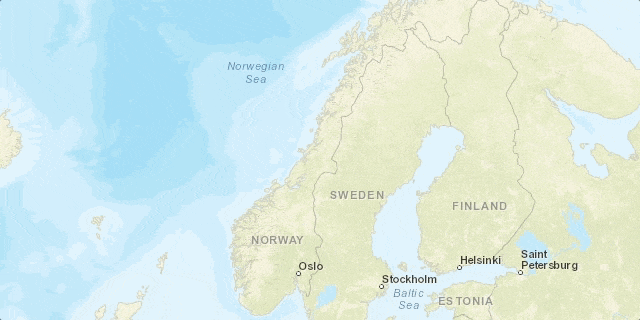 Norwegian
Sea
SWEDEN
FINLAND
NORWAY
Oslo
Helsinki
Saint
Petersburg
Stockholm
Baltic
Sea
ESTONIA